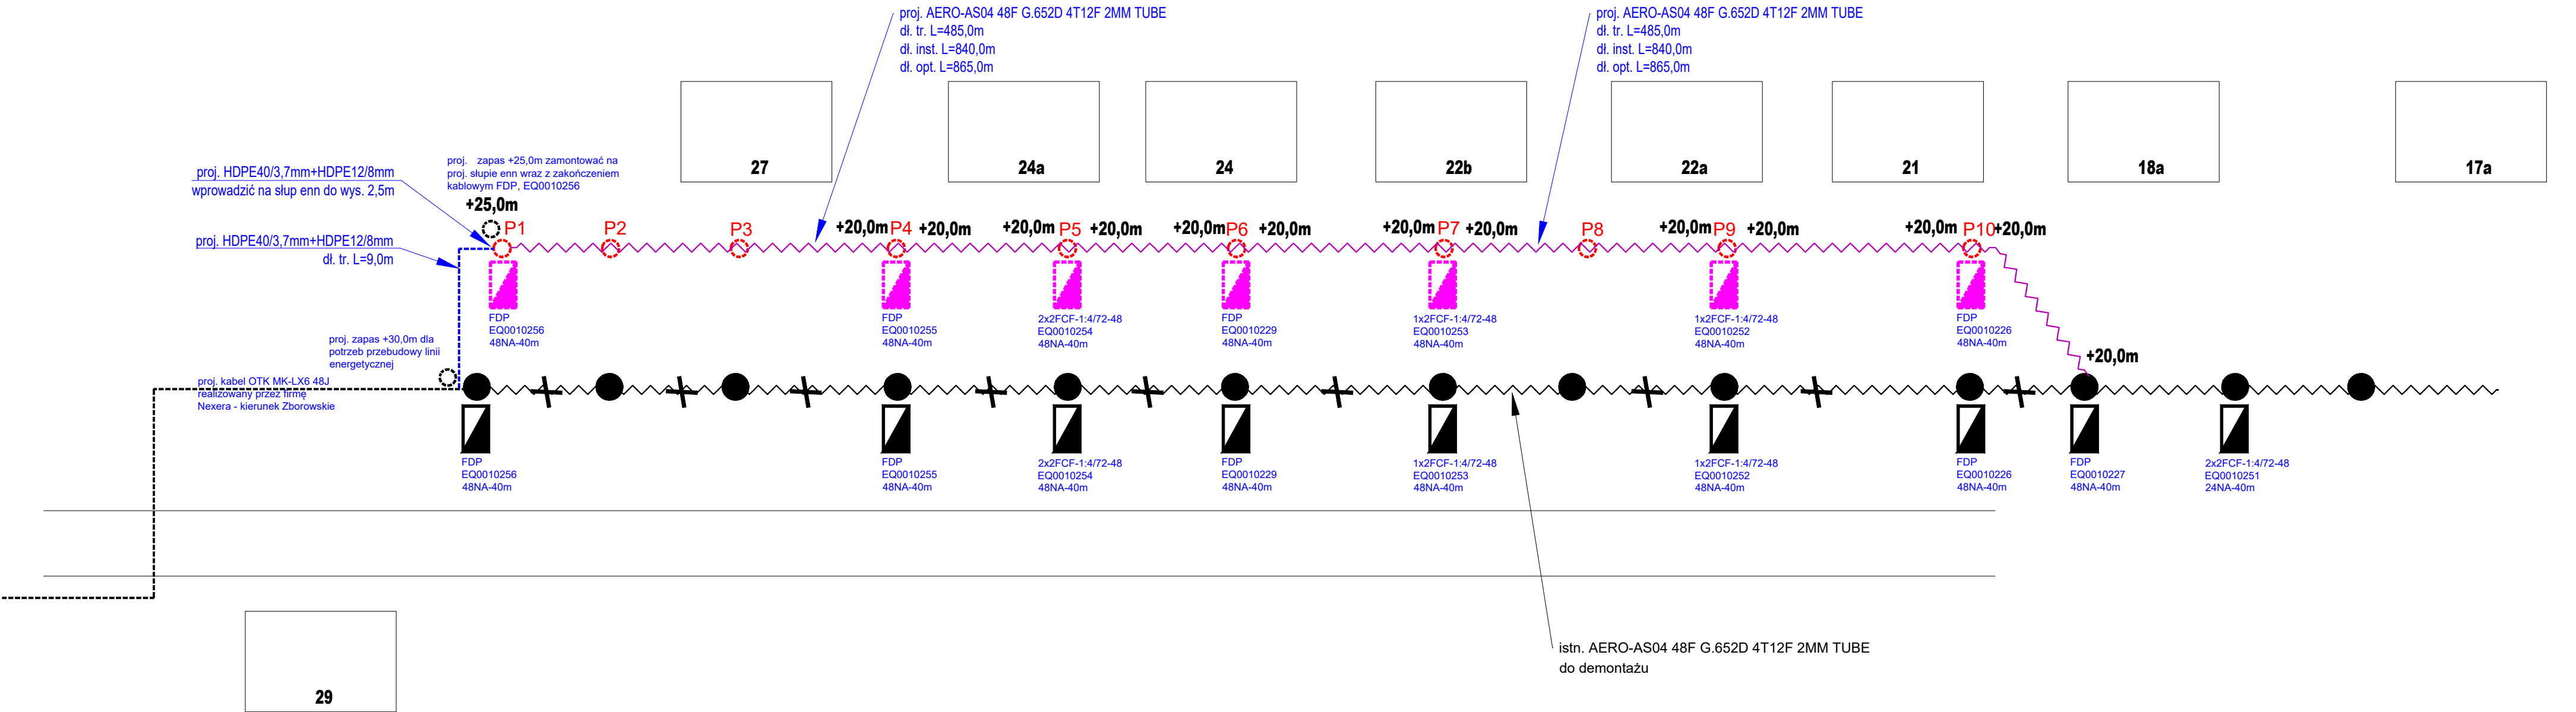 proj. AERO-AS04 48F G.652D 4T12F 2MM TUBE
dł. tr. L=485,0m
dł. inst. L=840,0m
dł. opt. L=865,0m
proj. AERO-AS04 48F G.652D 4T12F 2MM TUBE
dł. tr. L=485,0m
dł. inst. L=840,0m
dł. opt. L=865,0m
27
24a
24
22b
22a
21
18a
17a
proj. HDPE40/3,7mm+HDPE12/8mm
wprowadzić na słup enn do wys. 2,5m
proj. zapas +25,0m zamontować na
proj. słupie enn wraz z zakończeniem
kablowym FDP, EQ0010256
+25,0m
P1
P2
P3
+20,0m P4 +20,0m
+20,0m P5 +20,0m
+20,0m P6 +20,0m
+20,0m P7 +20,0m
P8
+20,0m P9 +20,0m
+20,0m P10 +20,0m
proj. HDPE40/3,7mm+HDPE12/8mm
dł. tr. L=9,0m
FDP
EQ0010256
48NA-40m
FDP
EQ0010255
48NA-40m
2x2FCF-1:4/72-48
EQ0010254
48NA-40m
FDP
EQ0010229
48NA-40m
1x2FCF-1:4/72-48
EQ0010253
48NA-40m
1x2FCF-1:4/72-48
EQ0010252
48NA-40m
FDP
EQ0010226
48NA-40m
proj. zapas +30,0m dla
potrzeb przebudowy linii
energetycznej
+20,0m
proj. kabel OTK MK-LX6 48J
realizowany przez firmę
Nexera - kierunek Zborowskie
FDP
EQ0010256
48NA-40m
FDP
EQ0010255
48NA-40m
2x2FCF-1:4/72-48
EQ0010254
48NA-40m
FDP
EQ0010229
48NA-40m
1x2FCF-1:4/72-48
EQ0010253
48NA-40m
1x2FCF-1:4/72-48
EQ0010252
48NA-40m
FDP
EQ0010226
48NA-40m
FDP
EQ0010227
48NA-40m
2x2FCF-1:4/72-48
EQ0010251
24NA-40m
istn. AERO-AS04 48F G.652D 4T12F 2MM TUBE
do demontażu
29